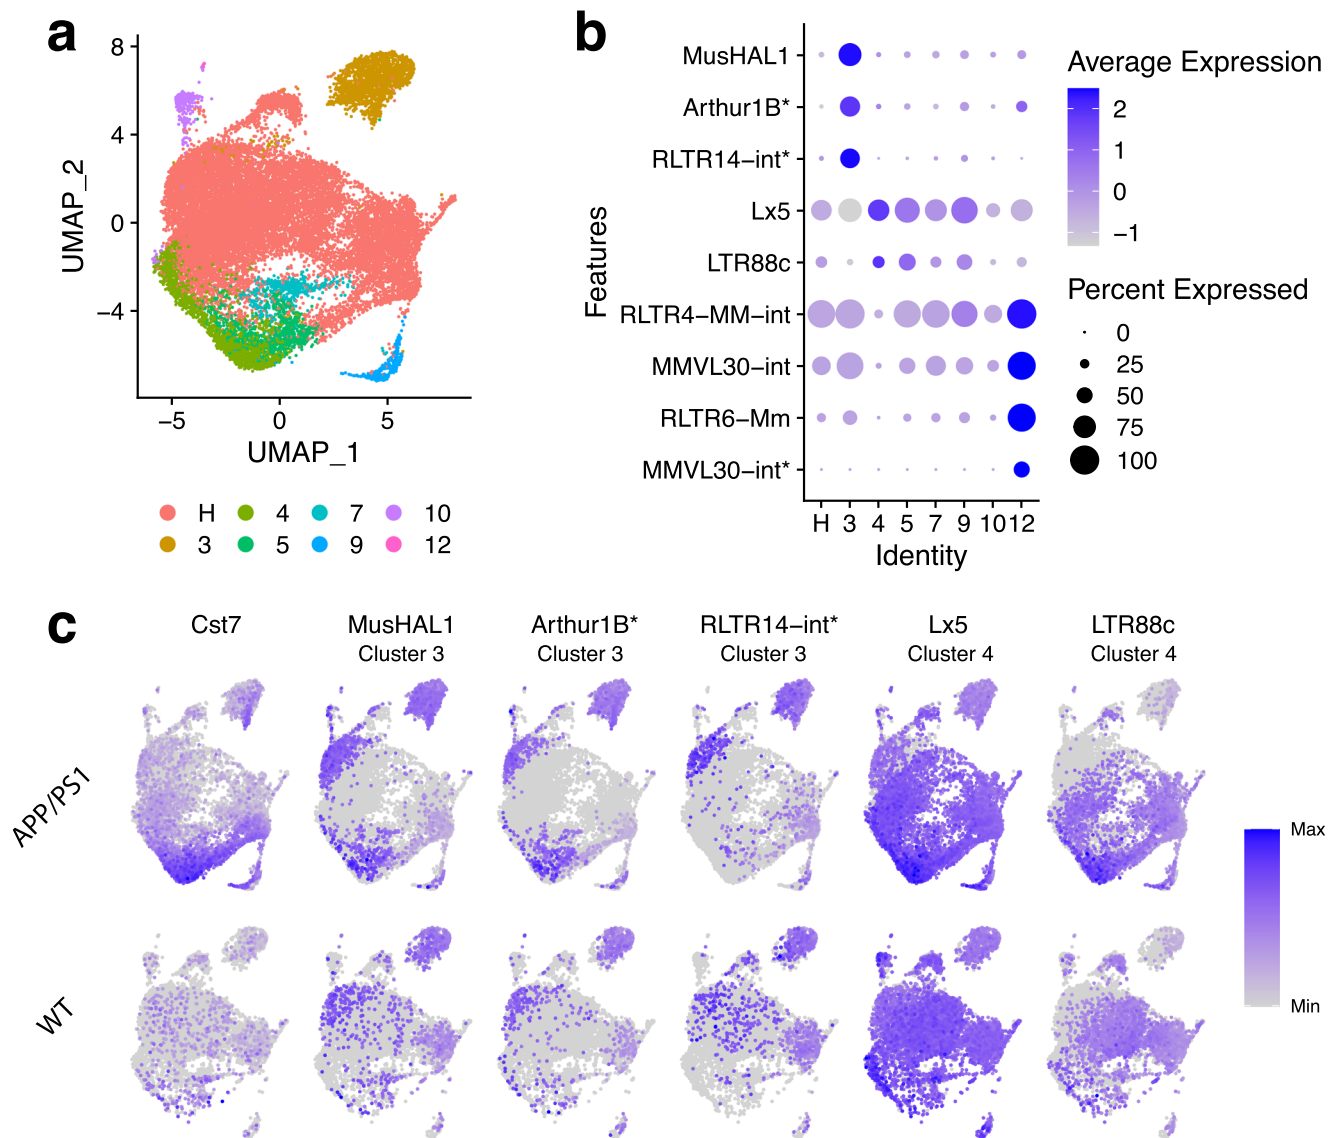 a
8
4
0
−4
UMAP_2
−5
0
5
UMAP_1
H
4
7
10
3
5
9
12
b
MusHAL1
Arthur1B*
RLTR14−int*
Lx5
LTR88c
RLTR4−MM−int
MMVL30−int
RLTR6−Mm
MMVL30−int*
Features
H 3 4 5 7 9 10 12
Identity
Average Expression
2
1
0
−1
Percent Expressed
0
25
50
75
100
c
Cst7
MusHAL1
Cluster 3
Arthur1B*
Cluster 3
RLTR14−int*
Cluster 3
Lx5
Cluster 4
LTR88c
Cluster 4
APP/PS1
WT
Max
Min